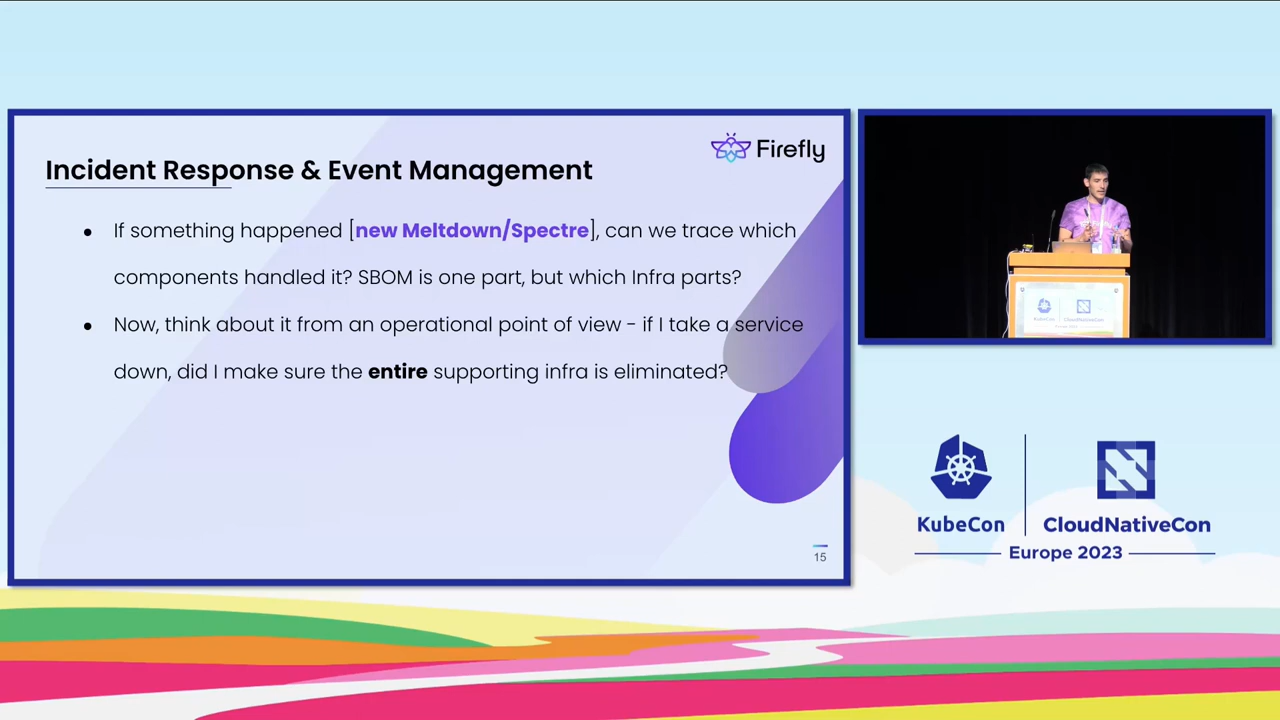 Firefly
Incident Response & Event Management
● If something happened [new Meltdown/Spectre], can we trace which
components handled it? SBOM is one part, but which Infra parts?
● Now, think about it from an operational point of view - if I take a service
down, did I make sure the entire supporting infra is eliminated?
15
KubeCon
CloudNativeCon
KubeCon
CloudNativeCon
Europe 2023